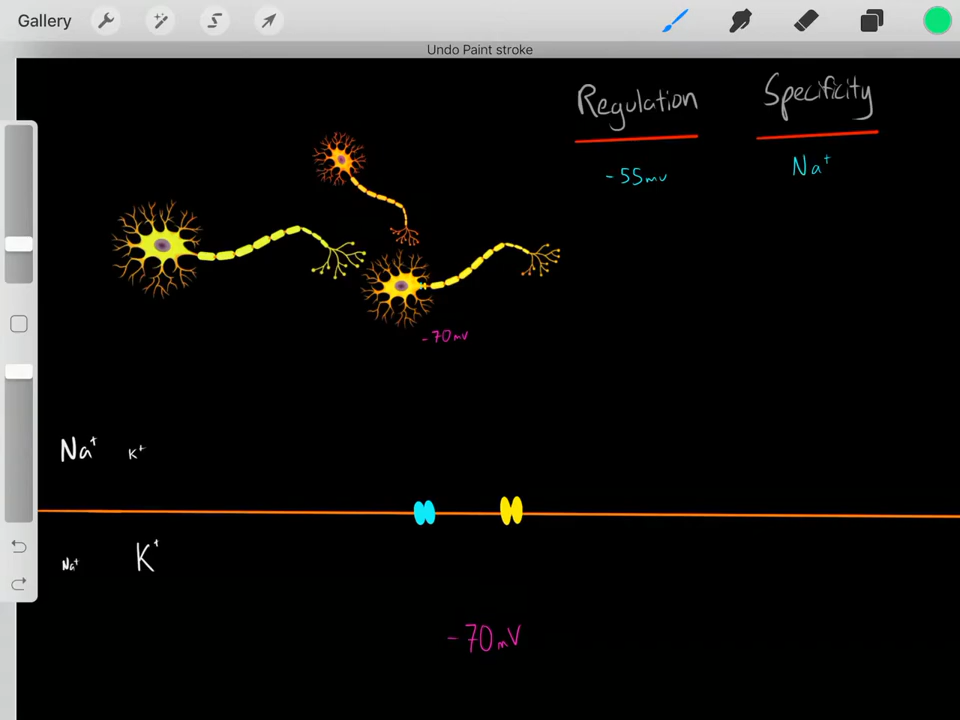 Gallery
Undo Paint stroke
Regulation Specificity
-55mv Na⁺
-70mv
Na⁺ K⁺
Na⁺ K⁺
-70mV